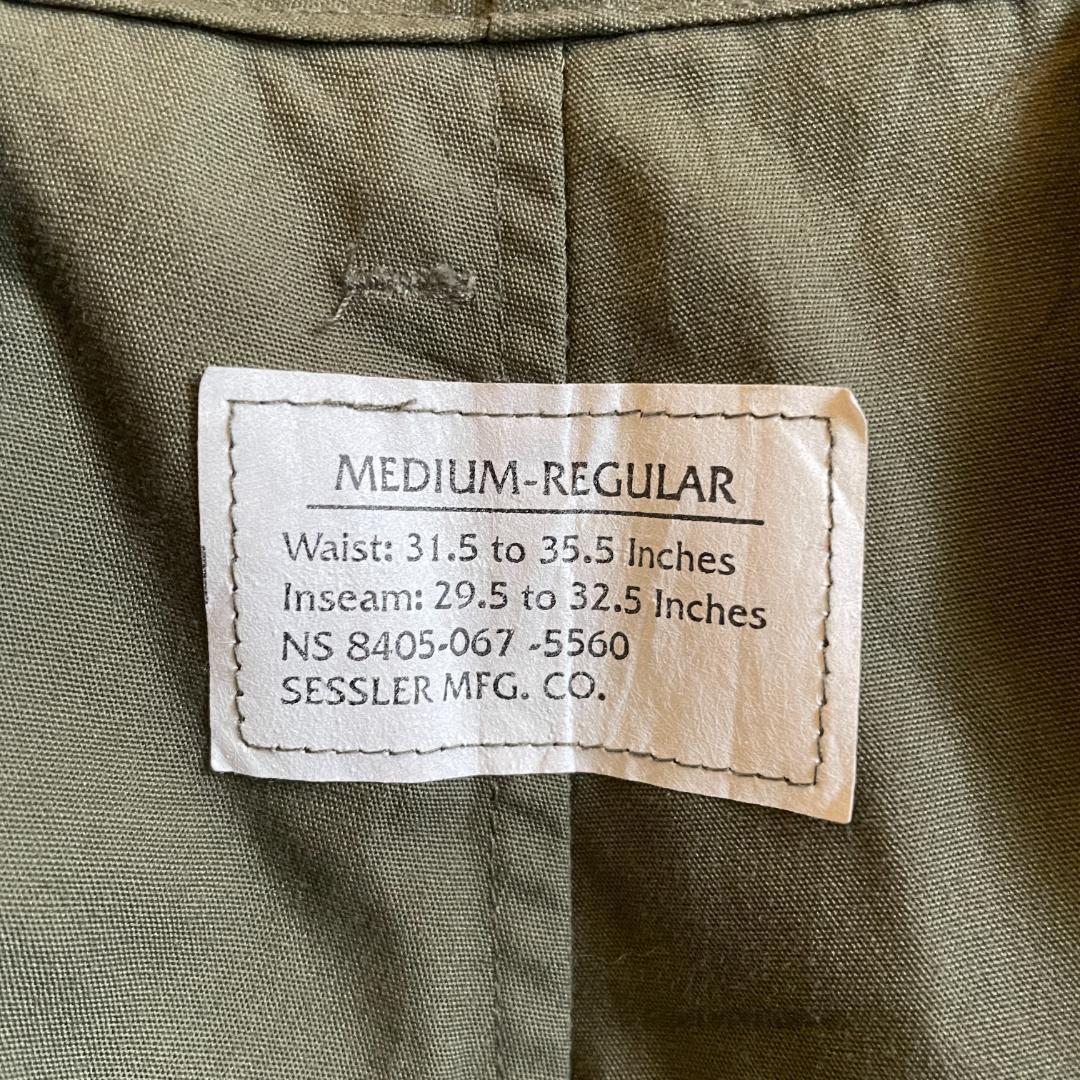 MEDIUM-REGULAR
Waist: 31.5 to 35.5 Inches
Inseam: 29.5 to 32.5 Inches
NS 8405-067 -5560
SESSLER MFG. CO.